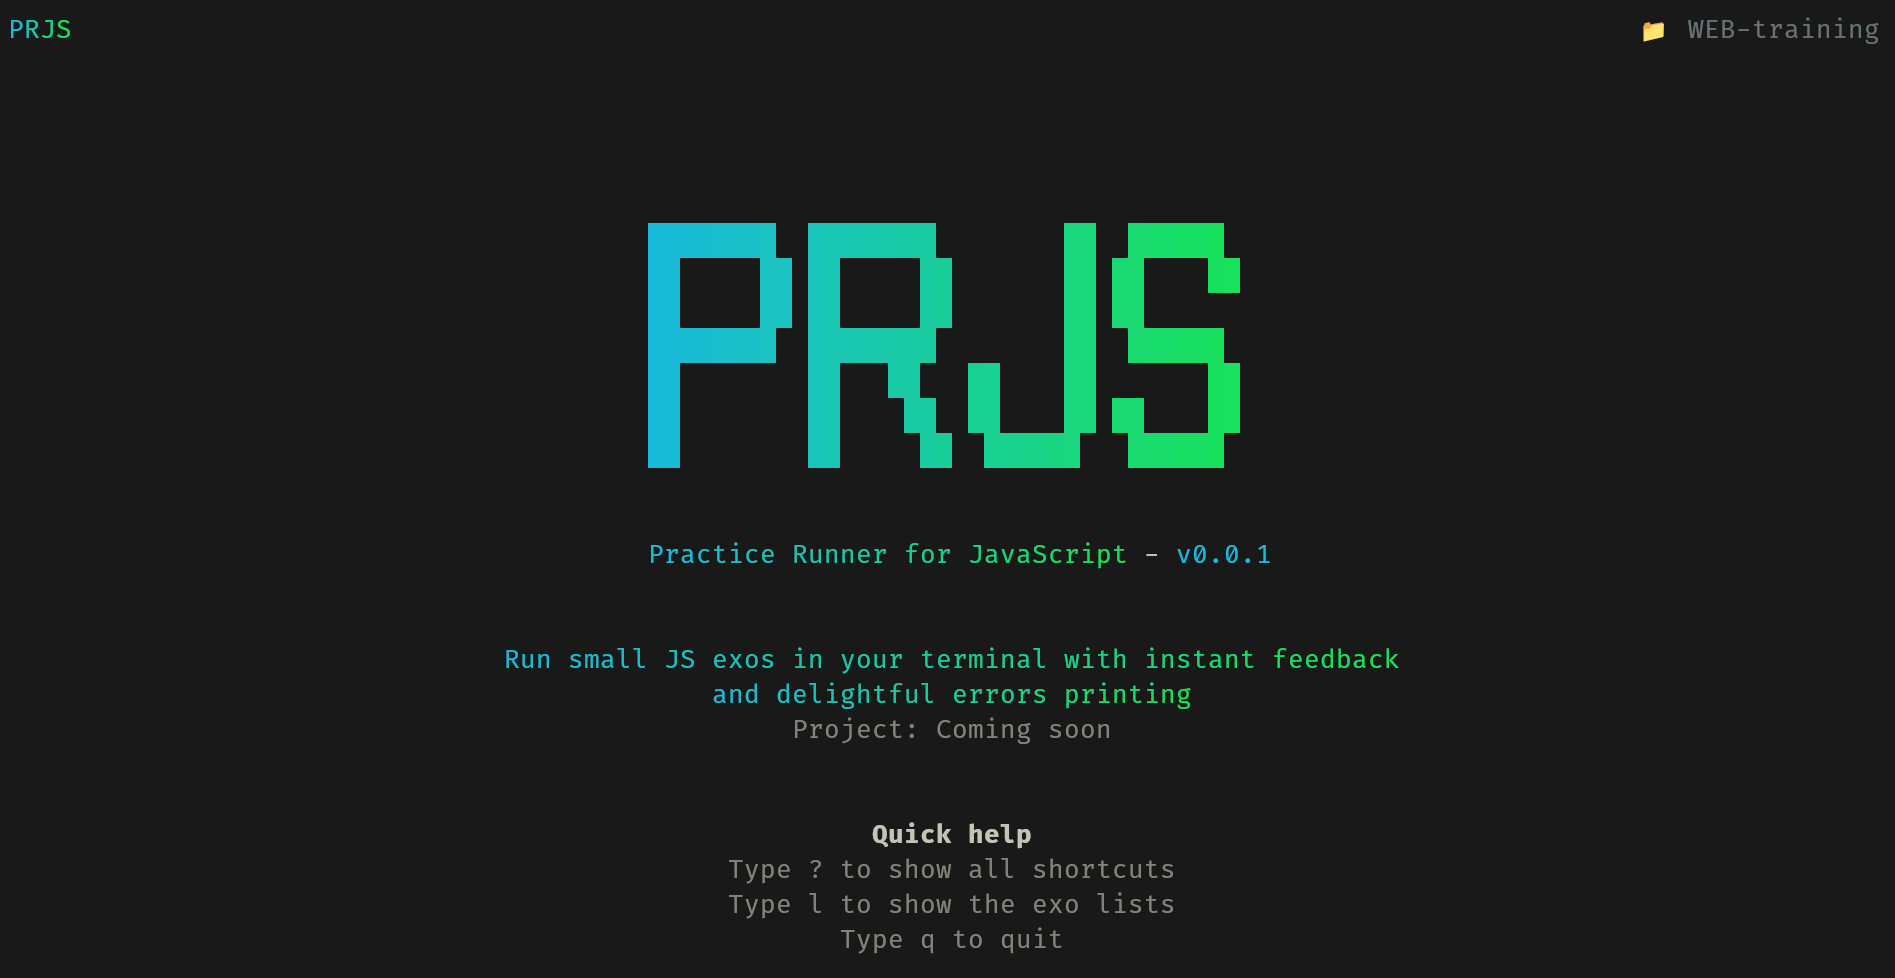 PRJS
📁 WEB-training
PRJS
Practice Runner for JavaScript - v0.0.1
Run small JS exos in your terminal with instant feedback
and delightful errors printing
Project: Coming soon
Quick help
Type ? to show all shortcuts
Type l to show the exo lists
Type q to quit